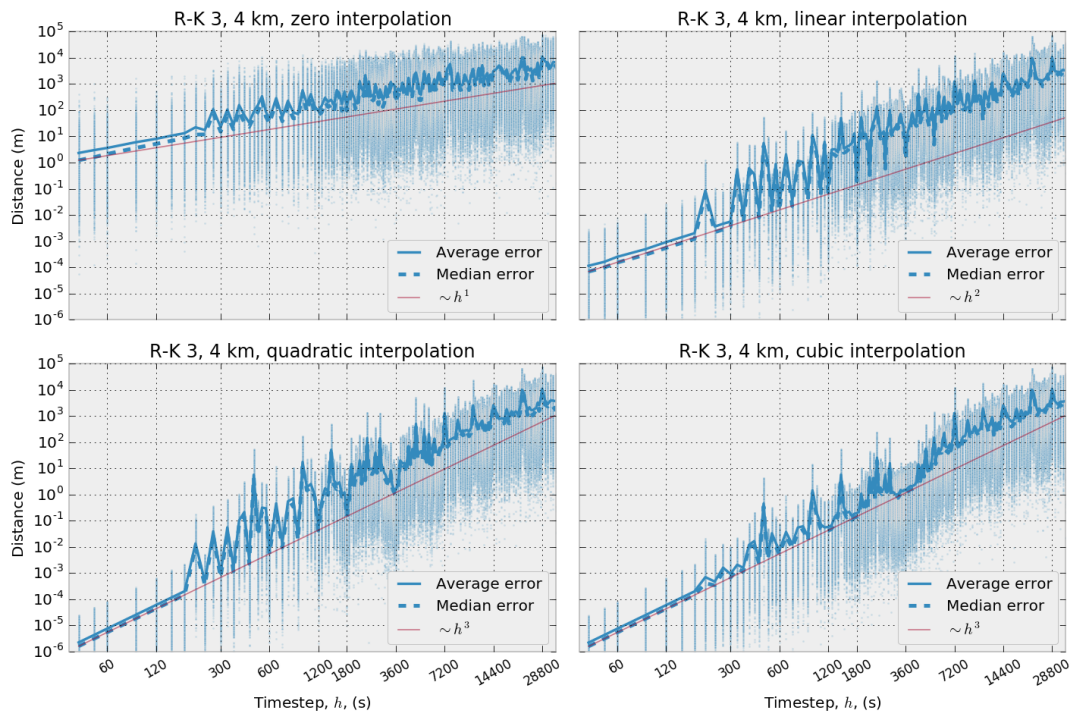 R-K 3, 4 km, zero interpolation
Distance (m)
10^5
10^4
10^3
10^2
10^1
10^0
10^-1
10^-2
10^-3
10^-4
10^-5
10^-6
Average error
Median error
~h^1
R-K 3, 4 km, linear interpolation
Average error
Median error
~h^2
R-K 3, 4 km, quadratic interpolation
Distance (m)
10^5
10^4
10^3
10^2
10^1
10^0
10^-1
10^-2
10^-3
10^-4
10^-5
10^-6
Average error
Median error
~h^3
60 120 300 600 1200 1800 3600 7200 14400 28800
Timestep, h, (s)
R-K 3, 4 km, cubic interpolation
Average error
Median error
~h^3
60 120 300 600 1200 1800 3600 7200 14400 28800
Timestep, h, (s)